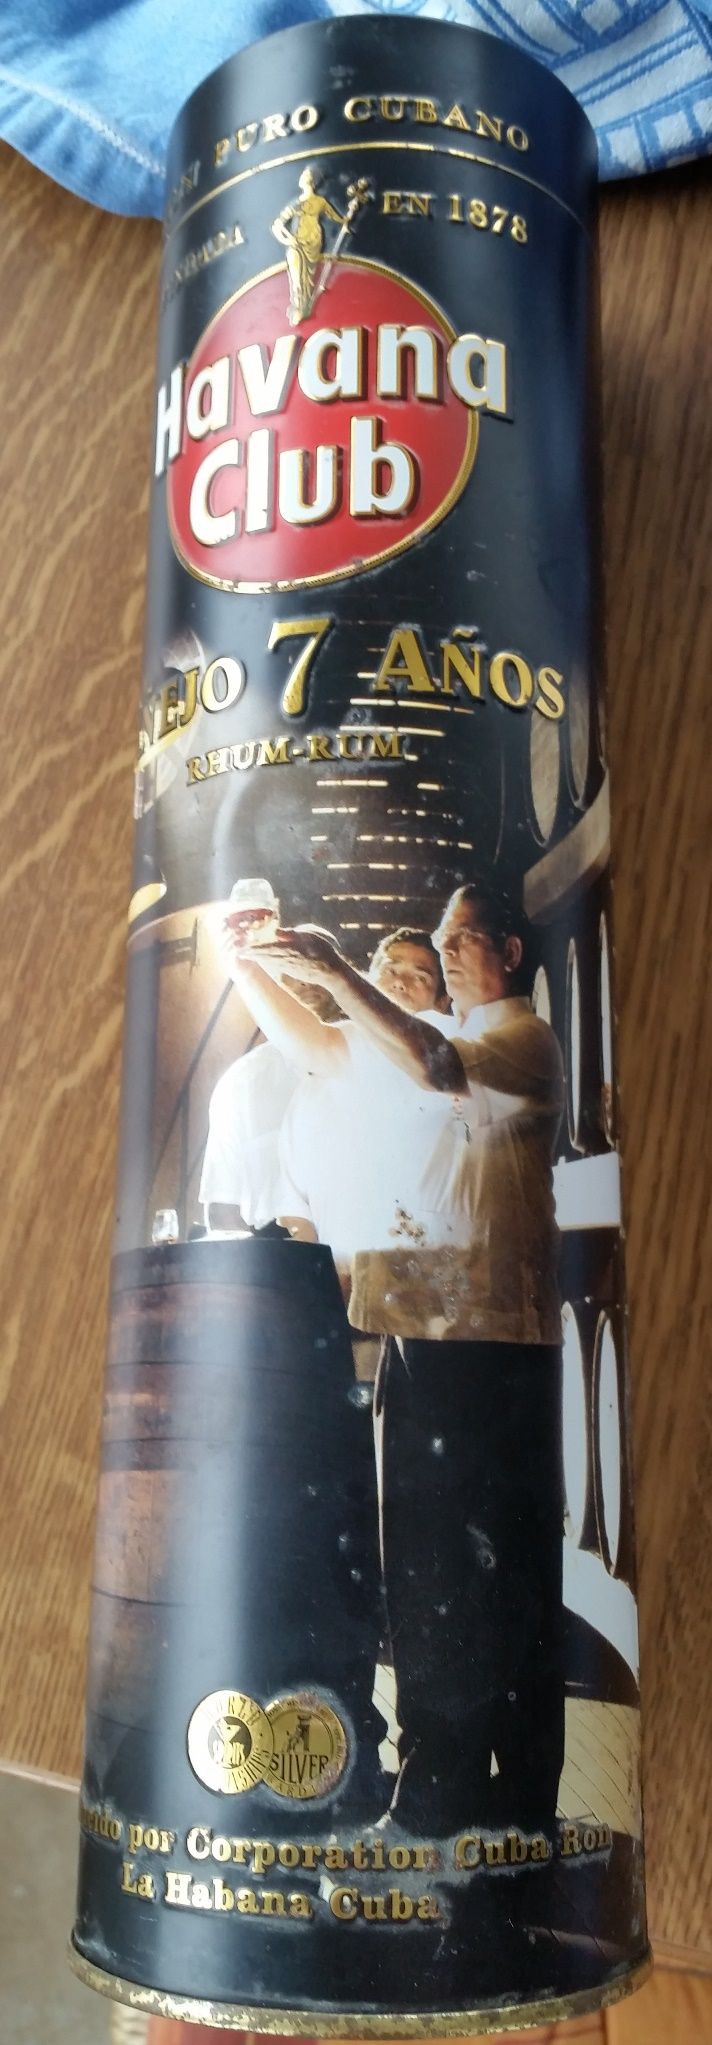 PURO CUBANO
EN 1878
Havana
Club
7 AÑOS
RHUM-RUM
SILVER
por Corporation Cuba Ron
La Habana Cuba